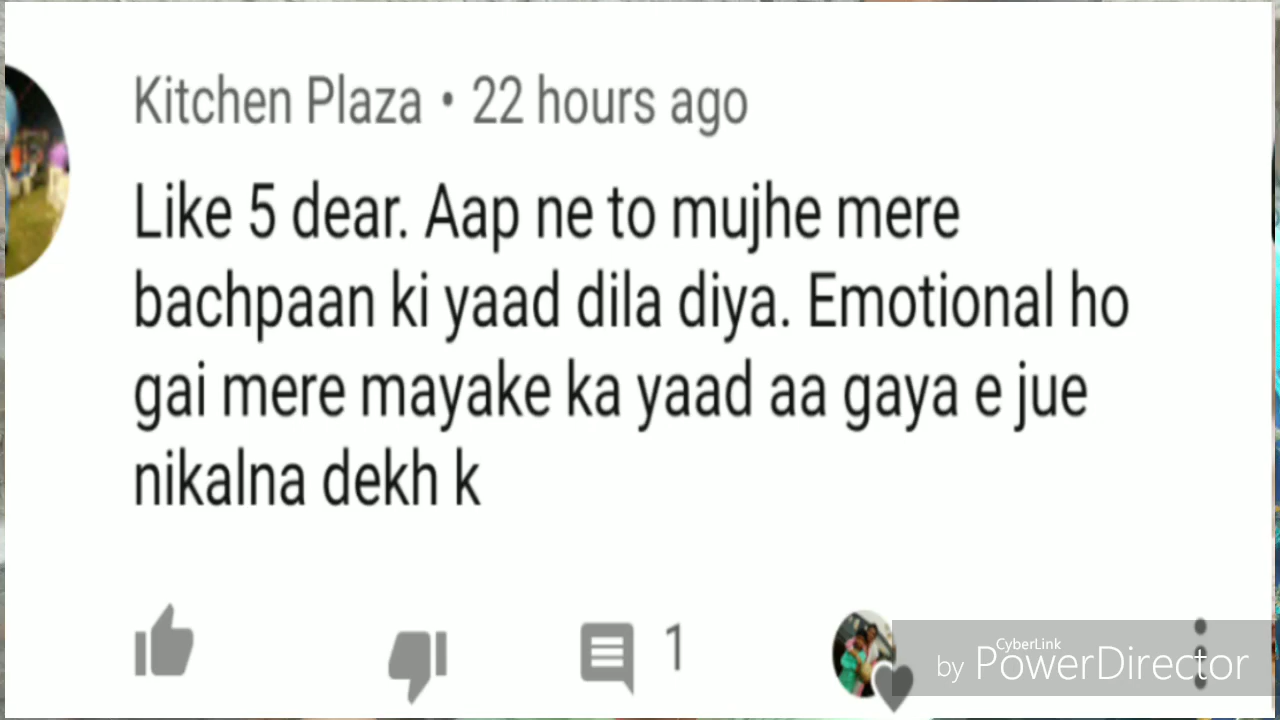 Kitchen Plaza • 22 hours ago
Like 5 dear. Aap ne to mujhe mere
bachpaan ki yaad dila diya. Emotional ho
gai mere mayake ka yaad aa gaya e jue
nikalna dekh k
1
CyberLink
by PowerDirector